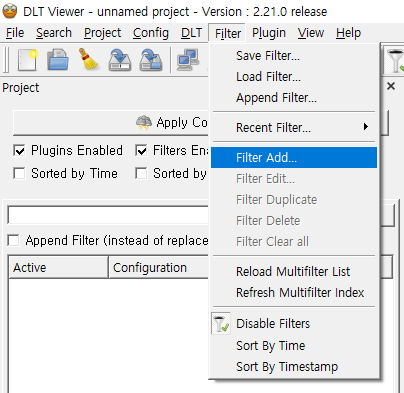 DLT Viewer - unnamed project - Version : 2.21.0 release
File Search Project Config DLT Filter Plugin View Help
Project
Apply Co
Plugins Enabled Filters Ena
Sorted by Time Sorted by
Append Filter (instead of replace
Active Configuration
Save Filter...
Load Filter...
Append Filter...
Recent Filter...
Filter Add...
Filter Edit...
Filter Duplicate
Filter Delete
Filter Clear all
Reload Multifilter List
Refresh Multifilter Index
Disable Filters
Sort By Time
Sort By Timestamp